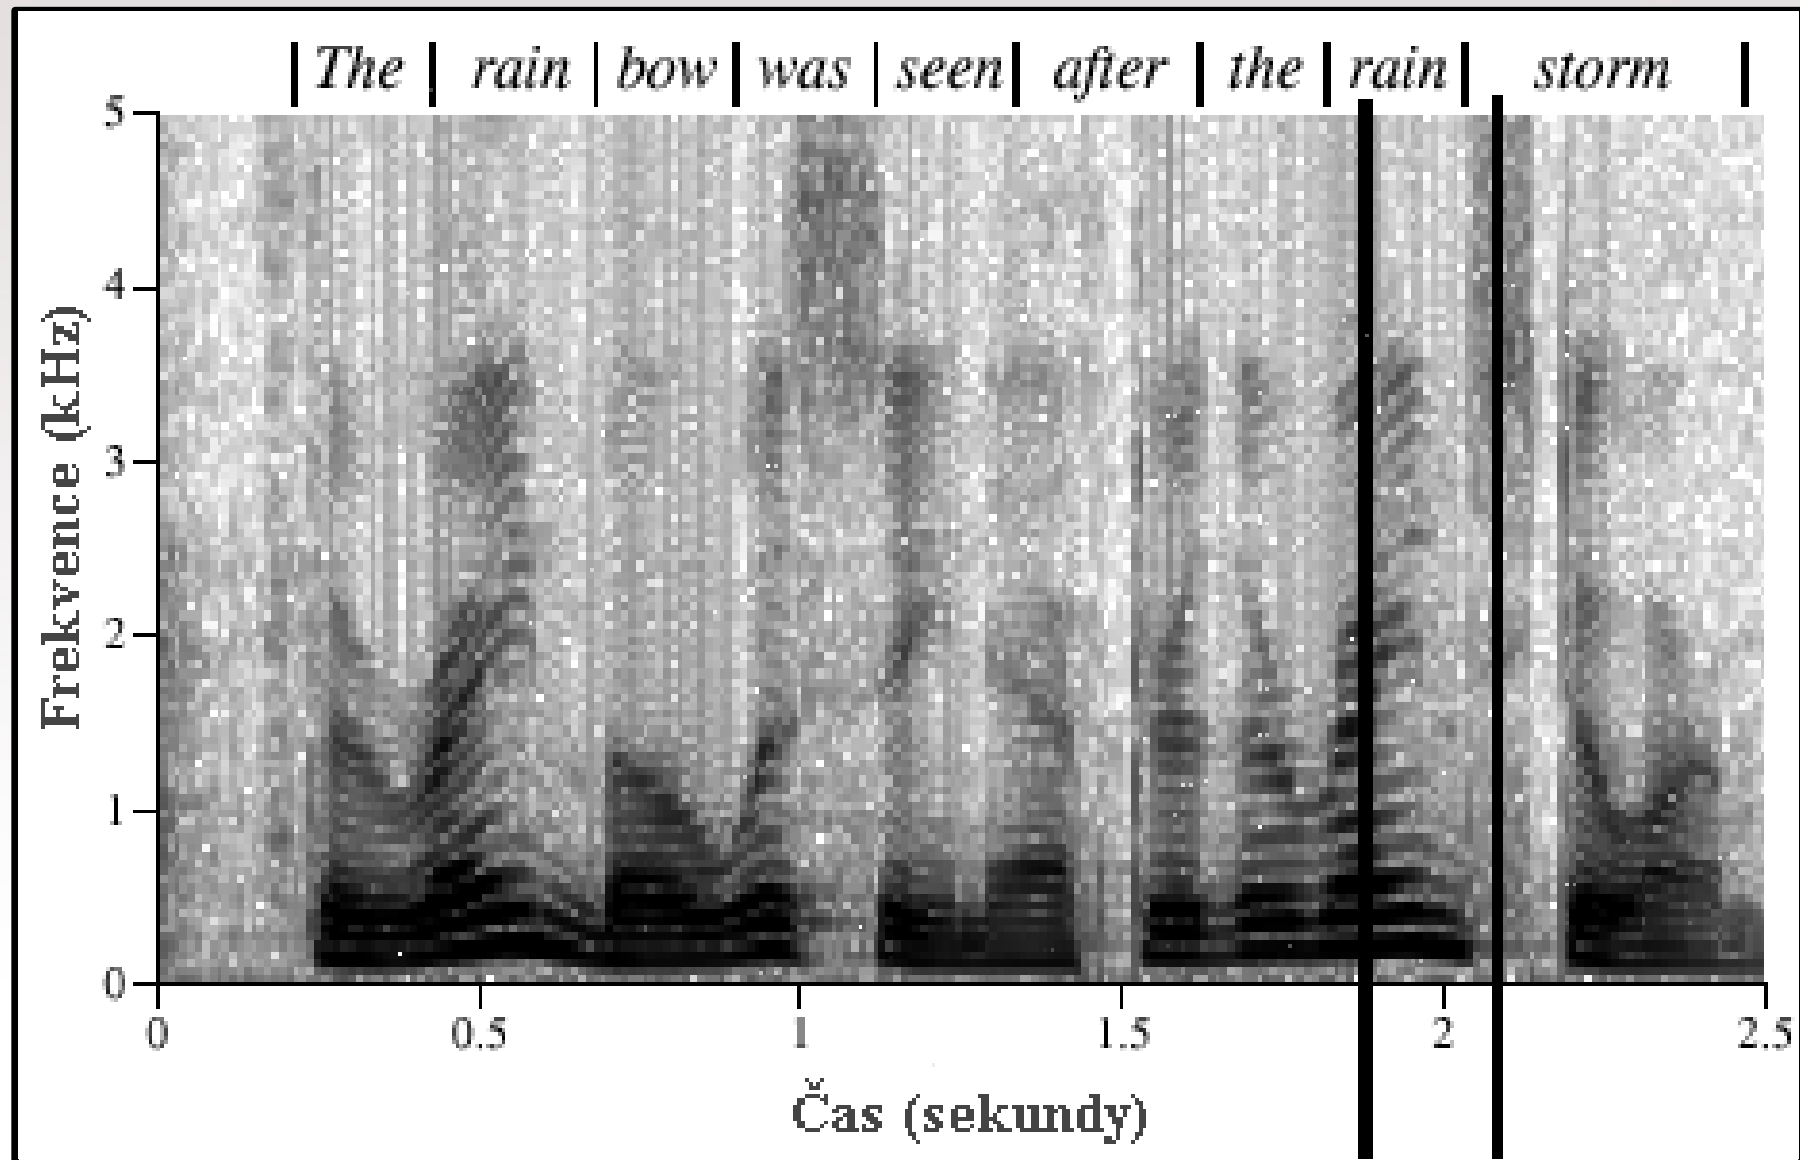 The rain bow was seen after the rain storm
5
4
3
2
1
0
Frekvence (kHz)
0 0.5 1 1.5 2 2.5
Čas (sekundy)